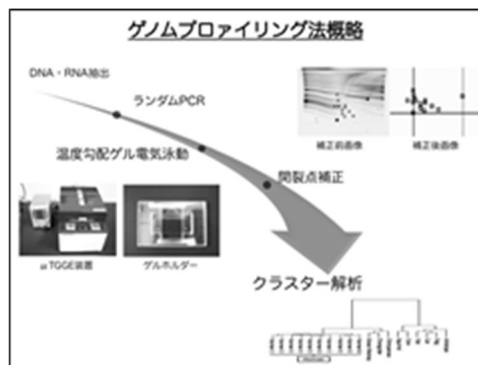 ゲノムプロファイリング法概略
DNA・RNA抽出
ランダムPCR
温度勾配ゲル電気泳動
補正前画像
補正後画像
開裂点補正
μTGGE装置
ゲルホルダー
クラスター解析